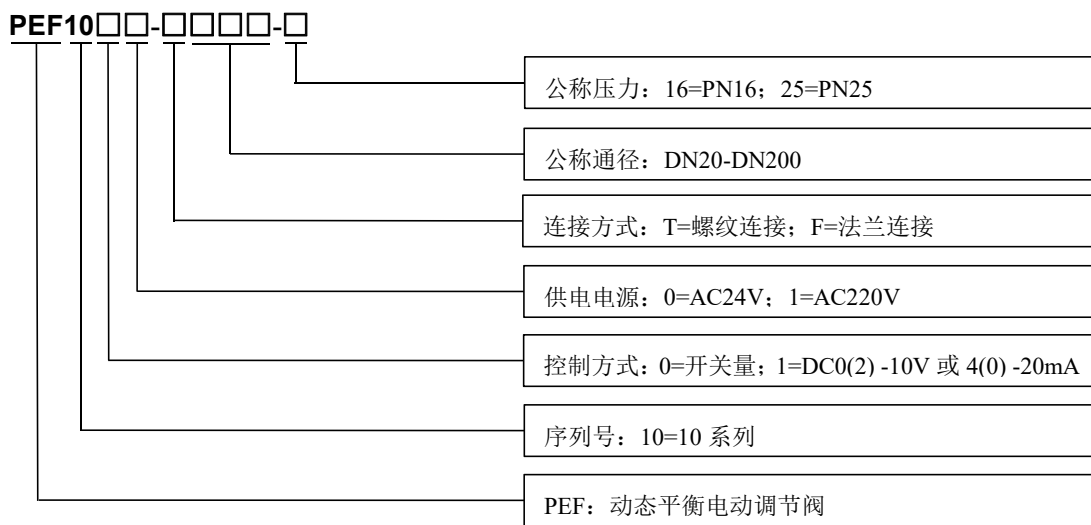 PEF10□□-□□□□-□
公称压力：16=PN16；25=PN25
公称通径：DN20-DN200
连接方式：T=螺纹连接；F=法兰连接
供电电源：0=AC24V；1=AC220V
控制方式：0=开关量；1=DC0(2) -10V 或 4(0) -20mA
序列号：10=10 系列
PEF：动态平衡电动调节阀